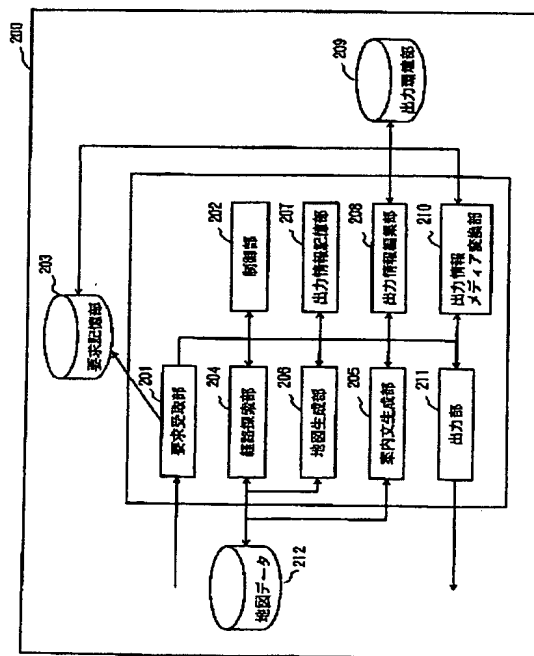 200
203
要求記憶部
209
出力環境部
201
要求受取部
202
制御部
204
経路探索部
207
出力情報記憶部
206
地図生成部
208
出力情報編集部
205
案内文生成部
210
出力情報
メディア変換部
211
出力部
212
地図データ